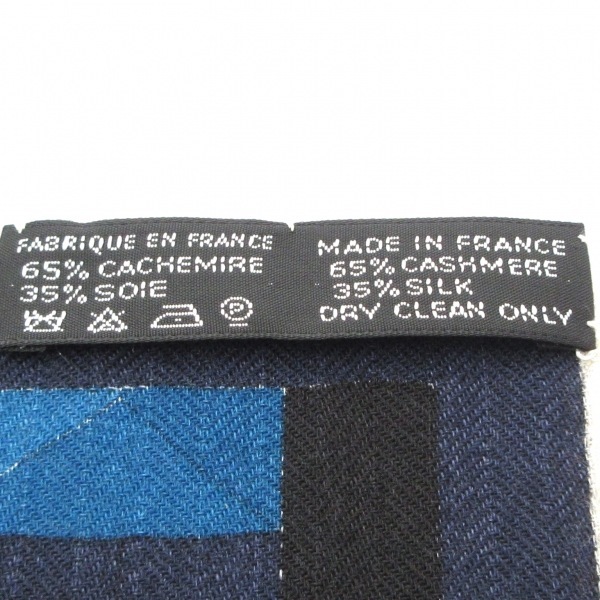 FABRIQUE EN FRANCE
65% CACHEMIRE
35% SOIE
P
MADE IN FRANCE
65% CASHMERE
35% SILK
DRY CLEAN ONLY